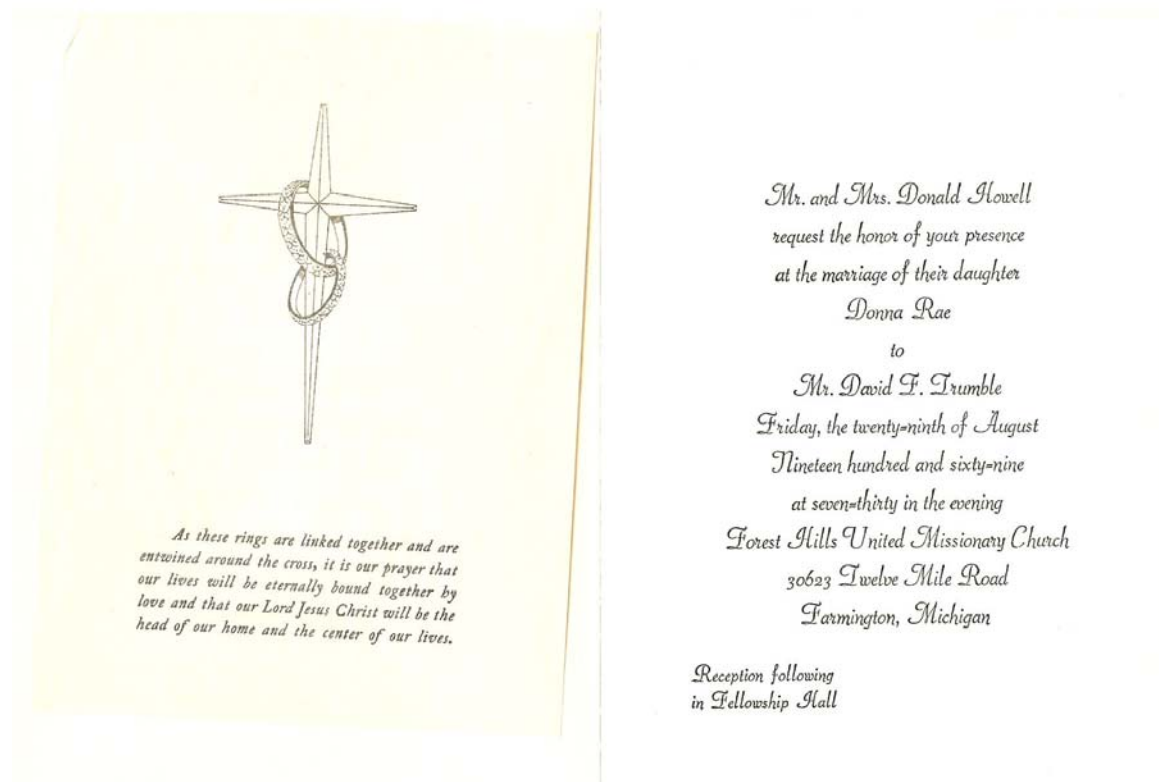 As these rings are linked together and are
entwined around the cross, it is our prayer that
our lives will be eternally bound together by
love and that our Lord Jesus Christ will be the
head of our home and the center of our lives.
Mr. and Mrs. Donald Howell
request the honor of your presence
at the marriage of their daughter
Donna Rae
to
Mr. David F. Trumble
Friday, the twenty=ninth of August
Nineteen hundred and sixty=nine
at seven=thirty in the evening
Forest Hills United Missionary Church
30623 Twelve Mile Road
Farmington, Michigan
Reception following
in Fellowship Hall